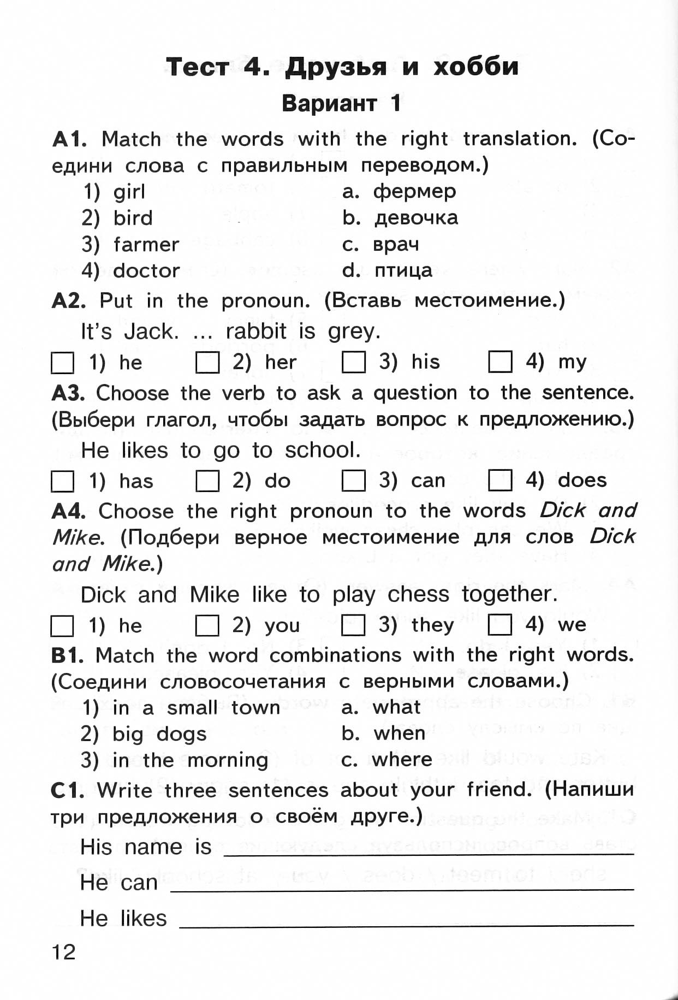 Тест 4. Друзья и хобби
Вариант 1
A1. Match the words with the right translation. (Со-
едини слова с правильным переводом.)
1) girl a. фермер
2) bird b. девочка
3) farmer c. врач
4) doctor d. птица
A2. Put in the pronoun. (Вставь местоимение.)
It's Jack. ... rabbit is grey.
1) he 2) her 3) his 4) my
A3. Choose the verb to ask a question to the sentence.
(Выбери глагол, чтобы задать вопрос к предложению.)
He likes to go to school.
1) has 2) do 3) can 4) does
A4. Choose the right pronoun to the words Dick and
Mike. (Подбери верное местоимение для слов Dick
and Mike.)
Dick and Mike like to play chess together.
1) he 2) you 3) they 4) we
B1. Match the word combinations with the right words.
(Соедини словосочетания с верными словами.)
1) in a small town a. what
2) big dogs b. when
3) in the morning c. where
C1. Write three sentences about your friend. (Напиши
три предложения о своём друге.)
His name is
He can
He likes
12